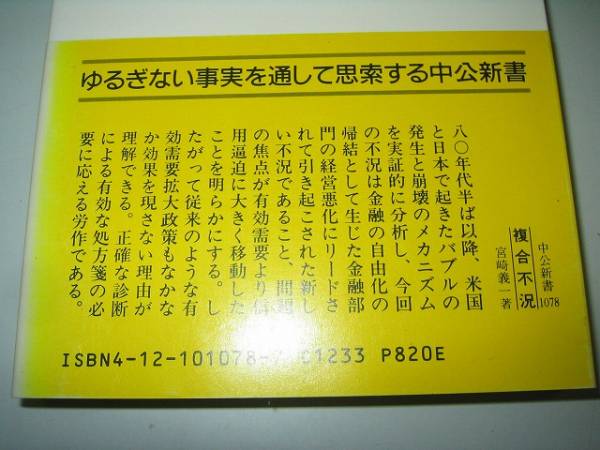 ゆるぎない事実を通して思索する中公新書
中公新書
1078
複合不況
宮崎義一著
八〇年代半ば以降、米国
と日本で起きたバブルの
発生と崩壊のメカニズム
を実証的に分析し、今回
の不況は金融の自由化の
帰結として生じた金融部
門の経営悪化にリードさ
れて引き起こされた新し
い不況であること、問題
の焦点が有効需要より信
用逼迫に大きく移動した
ことを明らかにする。し
たがって従来のような有
効需要拡大政策もなかな
か効果を現さない理由が
理解できる。正確な診断
による有効な処方箋の必
要に応える労作である。
ISBN4-12-101078- C1233 P820E